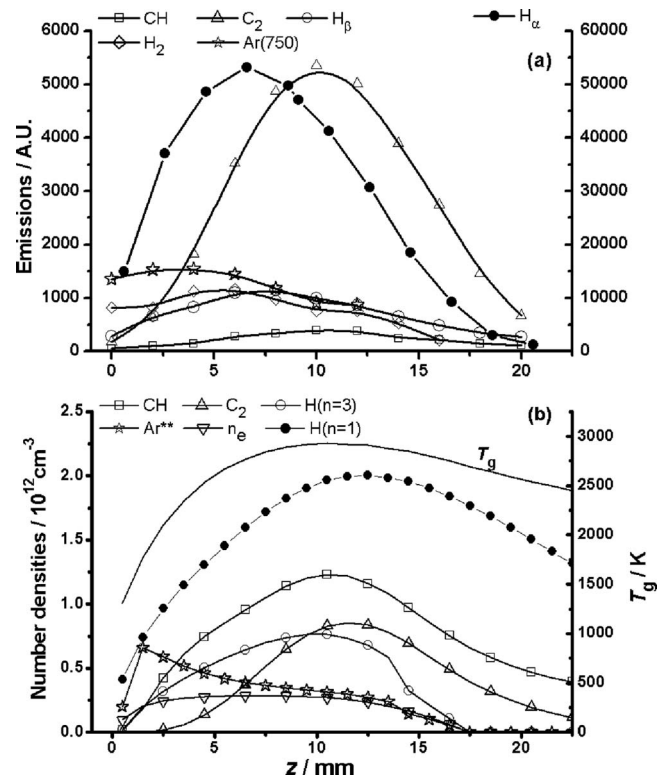 CH C₂ Hβ Hα
H₂ Ar(750)
(a)
6000 60000
5000 50000
4000 40000
3000 30000
2000 20000
1000 10000
0 0
Emissions / A.U.
0 5 10 15 20
CH C₂ H(n=3) (b)
Ar** nₑ H(n=1)
2.5
Tg 3000
2.0 2500
1.5 2000
1500
1.0 1000
0.5 500
0.0 0
Number densities / 10¹²cm⁻³
Tg / K
0 5 10 15 20
z / mm